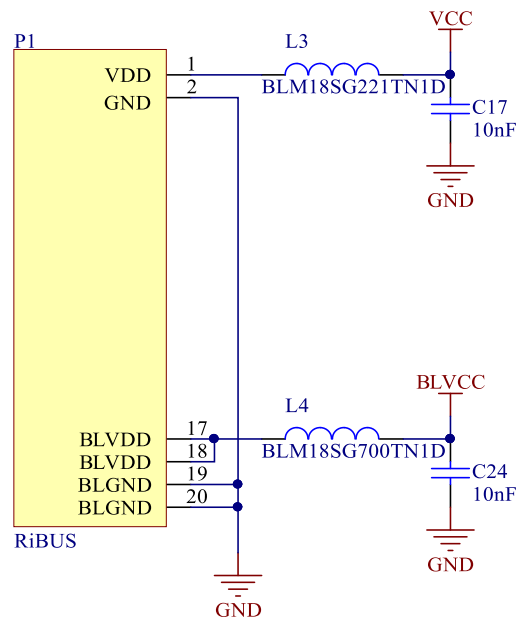 VCC
P1
L3
VDD
1
BLM18SG221TN1D
GND
2
C17
10nF
GND
L4
BLVCC
BLVDD
17
BLM18SG700TN1D
BLVDD
18
BLGND
19
C24
10nF
BLGND
20
RiBUS
GND
GND